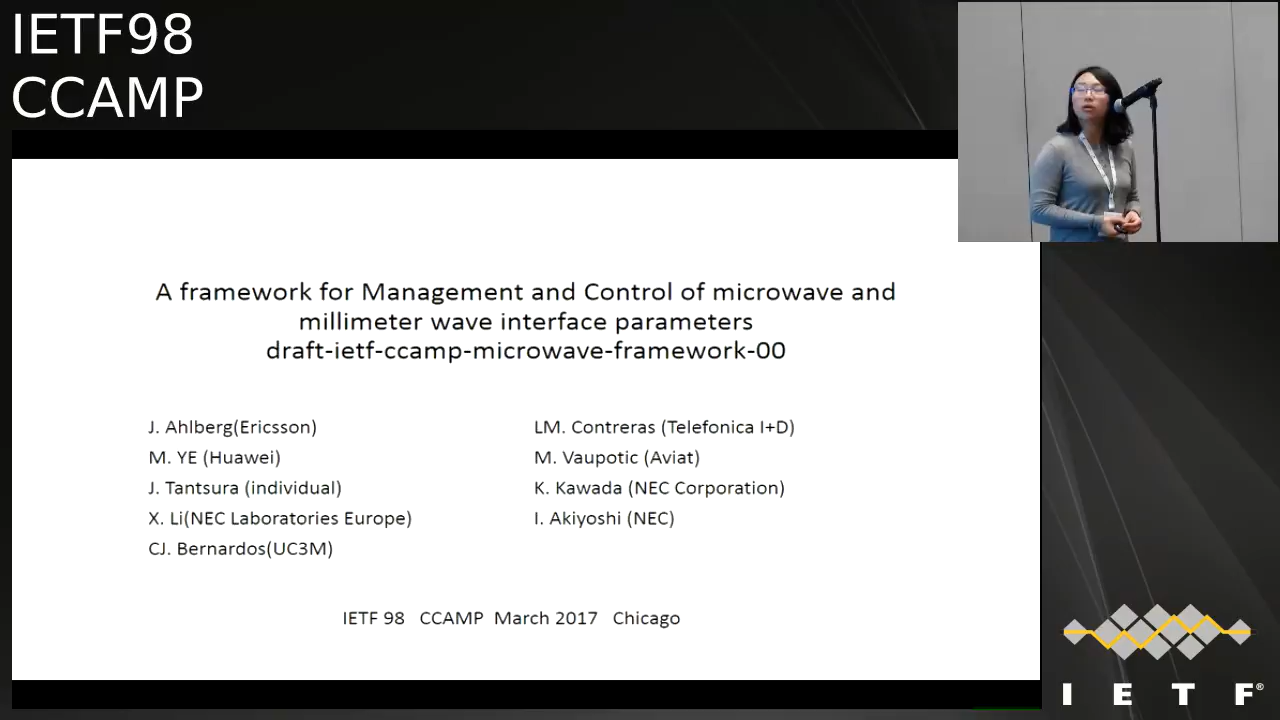 IETF98
CCAMP
A framework for Management and Control of microwave and
millimeter wave interface parameters
draft-ietf-ccamp-microwave-framework-00
J. Ahlberg(Ericsson)
M. YE (Huawei)
J. Tantsura (individual)
X. Li(NEC Laboratories Europe)
CJ. Bernardos(UC3M)
LM. Contreras (Telefonica I+D)
M. Vaupotic (Aviat)
K. Kawada (NEC Corporation)
I. Akiyoshi (NEC)
IETF 98 CCAMP March 2017 Chicago
I E T F®